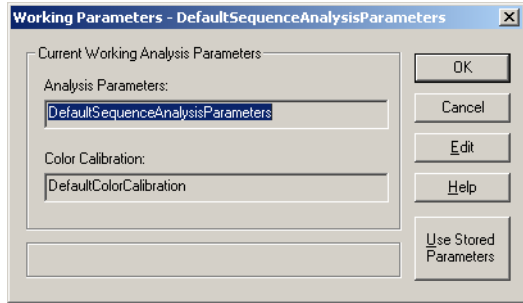 Working Parameters - DefaultSequenceAnalysisParameters
Current Working Analysis Parameters
Analysis Parameters:
DefaultSequenceAnalysisParameters
Color Calibration:
DefaultColorCalibration
OK
Cancel
Edit
Help
Use Stored
Parameters